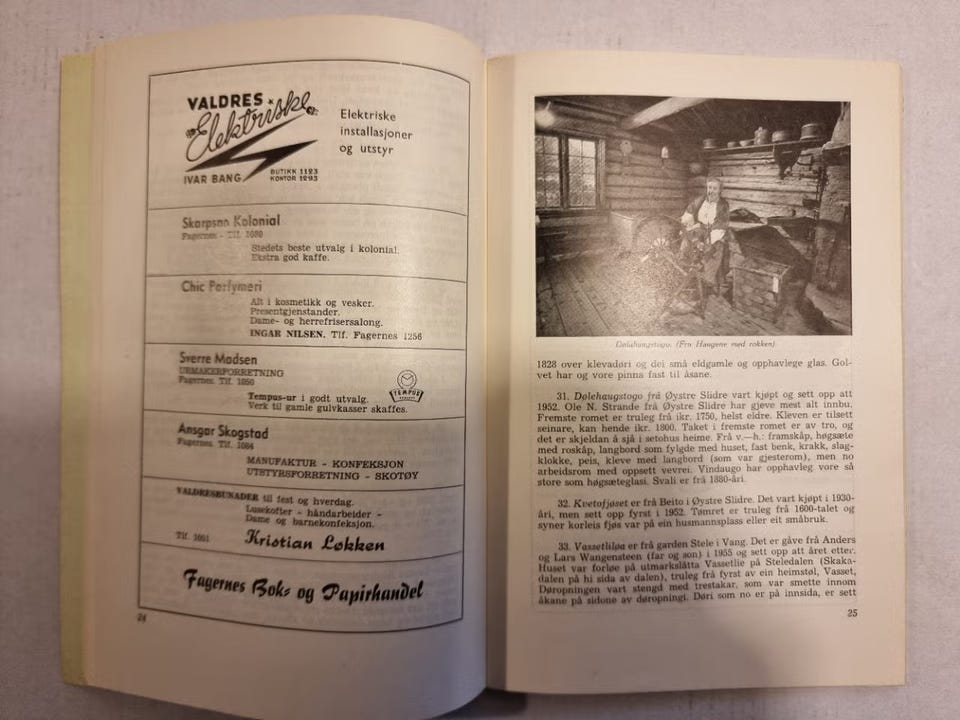 VALDRES
Elektriske
IVAR BANG
BUTIKK 1123
KONTOR 1293
Elektriske
installasjoner
og utstyr
Skarpsno Kolonial
Fagernes - Tlf. 1689
Stedets beste utvalg i kolonial.
Ekstra god kaffe.
Chic Parfymeri
Alt i kosmetikk og vesker.
Presentgjenstander.
Dame- og herrefrisersalong.
INGAR NILSEN. Tlf. Fagernes 1256
Sverre Madsen
URMAKERFORRETNING
Fagernes. Tlf. 1050
Tempus-ur i godt utvalg.
Verk til gamle gulvkasser skaffes.
TEMPUS
Ansgar Skogstad
Fagernes. Tlf. 1084
MANUFAKTUR - KONFEKSJON
UTSTYRSFORRETNING - SKOTØY
VALDRESBUNADER til fest og hverdag.
Lusekofter - håndarbeider -
Dame og barnekonfeksjon.
Tlf. 1001
Kristian Løkken
Fagernes Bok- og Papirhandel
24
Dølehaugstogo. (Frå Haugene med rokken)
1828 over klevadøri og dei små eldgamle og opphavlege glas. Gol-
vet har og vore pinna fast til åsane.
31. Dølehaugstogo frå Øystre Slidre vart kjøpt og sett opp att
1952. Ole N. Strande frå Øystre Slidre har gjeve mest alt innbu.
Fremste romet er truleg frå ikr. 1750, helst eldre. Kleven er tilsett
seinare, kan hende ikr. 1800. Taket i fremste romet er av tro, og
det er skjeldan å sjå i setohus heime. Frå v.—h.: framskåp, høgsæte
med roskåp, langbord som fylgde med huset, fast benk, krakk, slag-
klokke, peis, kleve med langbord (som var gjesterom), men no
arbeidsrom med oppsett vevrei. Vindaugo har opphavleg vore så
store som høgsæteglasi. Svali er frå 1880-åri.
32. Kvetofjøset er frå Beito i Øystre Slidre. Det vart kjøpt i 1930-
åri, men sett opp fyrst i 1952. Tømret er truleg frå 1600-talet og
syner korleis fjøs var på ein husmannsplass eller eit småbruk.
33. Vassetliløa er frå garden Stele i Vang. Det er gåve frå Anders
og Lars Wangensteen (far og son) i 1955 og sett opp att året etter.
Huset var forløe på utmarkslåtta Vassetlie på Steledalen (Skaka-
dalen på hi sida av dalen), truleg frå fyrst av ein heimstøl, Vasset,
Døropningen vart stengd med trestakar, som var smette innom
åkane på sidone av døropningi. Døri som no er på innsida, er sett
25